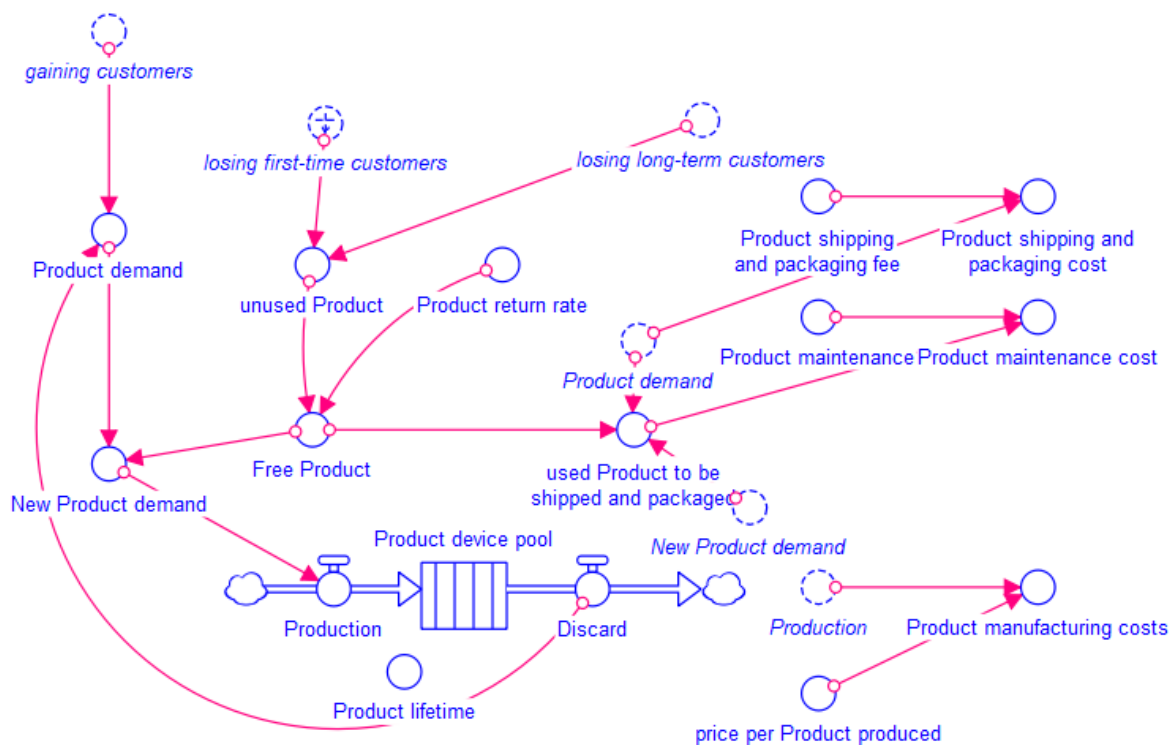 gaining customers
losing first-time customers
losing long-term customers
Product demand
unused Product
Product return rate
Product shipping
and packaging fee
Product shipping and
packaging cost
Product maintenance
Product maintenance cost
Product demand
Free Product
used Product to be
shipped and packaged
New Product demand
Product device pool
New Product demand
Production
Discard
Production
Product manufacturing costs
Product lifetime
price per Product produced